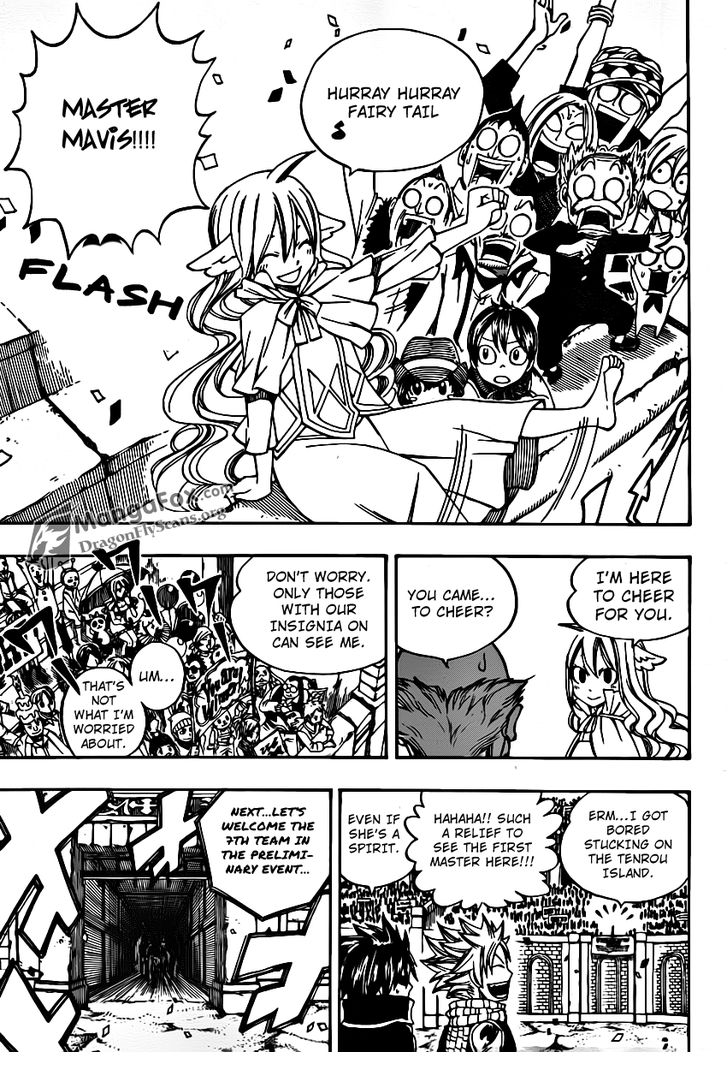 HURRAY HURRAY
FAIRY TAIL
MASTER
MAVIS!!!!
FLASH
MangaFox.com
DragonFlyScans.org
I'M HERE
TO CHEER
FOR YOU.
YOU CAME...
TO CHEER?
DON'T WORRY.
ONLY THOSE
WITH OUR
INSIGNIA ON
CAN SEE ME.
UM...
THAT'S
NOT
WHAT I'M
WORRIED
ABOUT.
ERM...I GOT
BORED
STUCKING ON
THE TENROU
ISLAND.
HAHAHA!! SUCH
A RELIEF TO
SEE THE FIRST
MASTER HERE!!!
EVEN IF
SHE'S A
SPIRIT.
NEXT...LET'S
WELCOME THE
7TH TEAM IN
THE PRELIMI-
NARY EVENT...